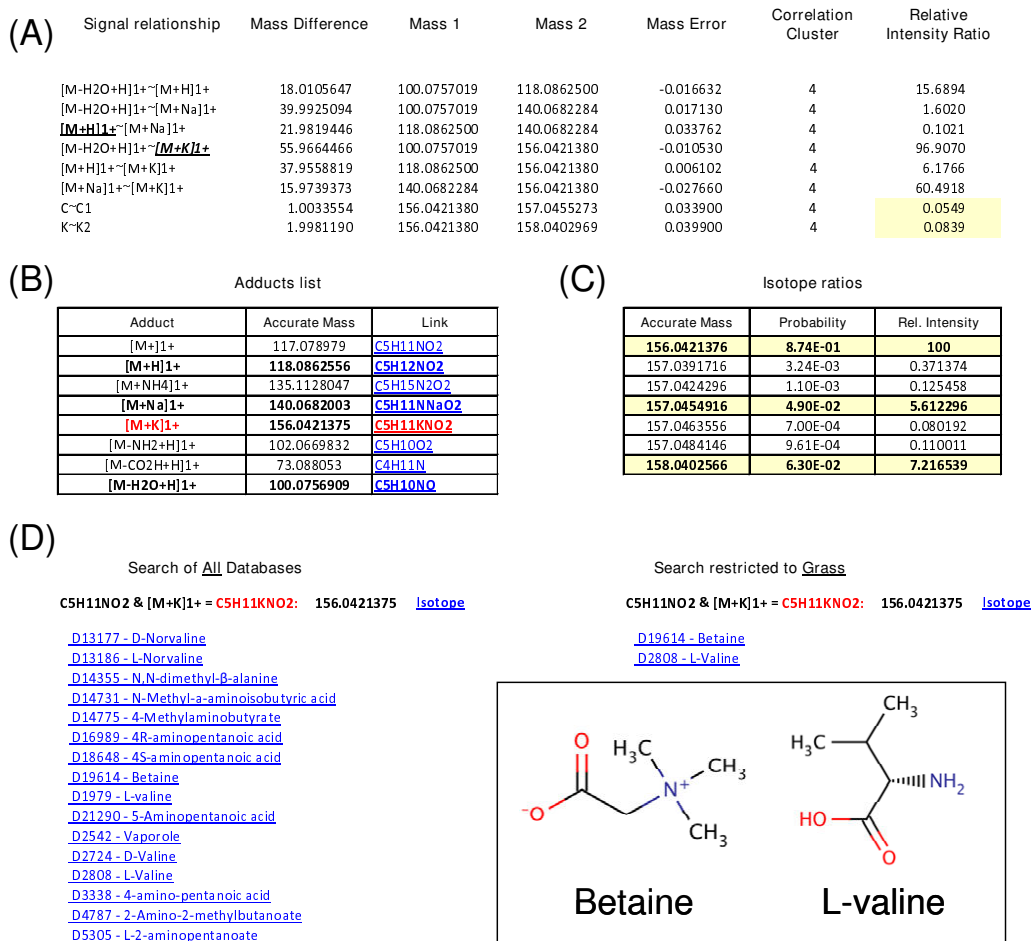 (A)
Signal relationship Mass Difference Mass 1 Mass 2 Mass Error Correlation Cluster Relative Intensity Ratio
[M-H2O+H]1+~[M+H]1+ 18.0105647 100.0757019 118.0862500 -0.016632 4 15.6894
[M-H2O+H]1+~[M+Na]1+ 39.9925094 100.0757019 140.0682284 0.017130 4 1.6020
[M+H]1+~[M+Na]1+ 21.9819446 118.0862500 140.0682284 0.033762 4 0.1021
[M-H2O+H]1+~[M+K]1+ 55.9664466 100.0757019 156.0421380 -0.010530 4 96.9070
[M+H]1+~[M+K]1+ 37.9558819 118.0862500 156.0421380 0.006102 4 6.1766
[M+Na]1+~[M+K]1+ 15.9739373 140.0682284 156.0421380 -0.027660 4 60.4918
C~C1 1.0033554 156.0421380 157.0455273 0.033900 4 0.0549
K~K2 1.9981190 156.0421380 158.0402969 0.039900 4 0.0839
(B)
Adducts list
Adduct Accurate Mass Link
[M+]1+ 117.078979 C5H11NO2
[M+H]1+ 118.0862556 C5H12NO2
[M+NH4]1+ 135.1128047 C5H15N2O2
[M+Na]1+ 140.0682003 C5H11NNaO2
[M+K]1+ 156.0421375 C5H11KNO2
[M-NH2+H]1+ 102.0669832 C5H10O2
[M-CO2H+H]1+ 73.088053 C4H11N
[M-H2O+H]1+ 100.0756909 C5H10NO
(C)
Isotope ratios
Accurate Mass Probability Rel. Intensity
156.0421376 8.74E-01 100
157.0391716 3.24E-03 0.371374
157.0424296 1.10E-03 0.125458
157.0454916 4.90E-02 5.612296
157.0463556 7.00E-04 0.080192
157.0484146 9.61E-04 0.110011
158.0402566 6.30E-02 7.216539
(D)
Search of All Databases
C5H11NO2 & [M+K]1+ = C5H11KNO2: 156.0421375 Isotope
D13177 - D-Norvaline
D13186 - L-Norvaline
D14355 - N,N-dimethyl-β-alanine
D14731 - N-Methyl-a-aminoisobutyric acid
D14775 - 4-Methylaminobutyrate
D16989 - 4R-aminopentanoic acid
D18648 - 4S-aminopentanoic acid
D19614 - Betaine
D1979 - L-valine
D21290 - 5-Aminopentanoic acid
D2542 - Vaporole
D2724 - D-Valine
D2808 - L-Valine
D3338 - 4-amino-pentanoic acid
D4787 - 2-Amino-2-methylbutanoate
D5305 - L-2-aminopentanoate
Search restricted to Grass
C5H11NO2 & [M+K]1+ = C5H11KNO2: 156.0421375 Isotope
D19614 - Betaine
D2808 - L-Valine
O
⁻O
H₃C
CH₃
N⁺
CH₃
Betaine
CH₃
H₃C
NH₂
HO
O
L-valine